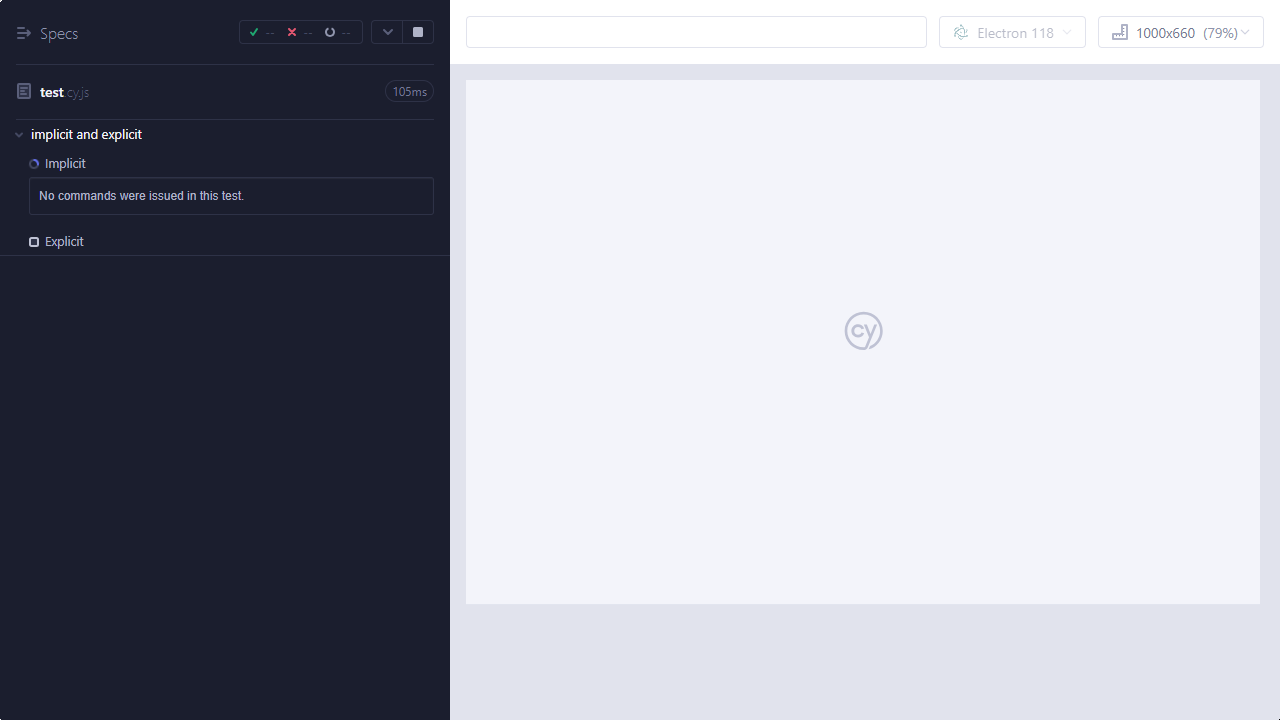 Specs
--
--
--
Electron 118
1000x660 (79%)
test.cy.js
105ms
implicit and explicit
Implicit
No commands were issued in this test.
Explicit
cy